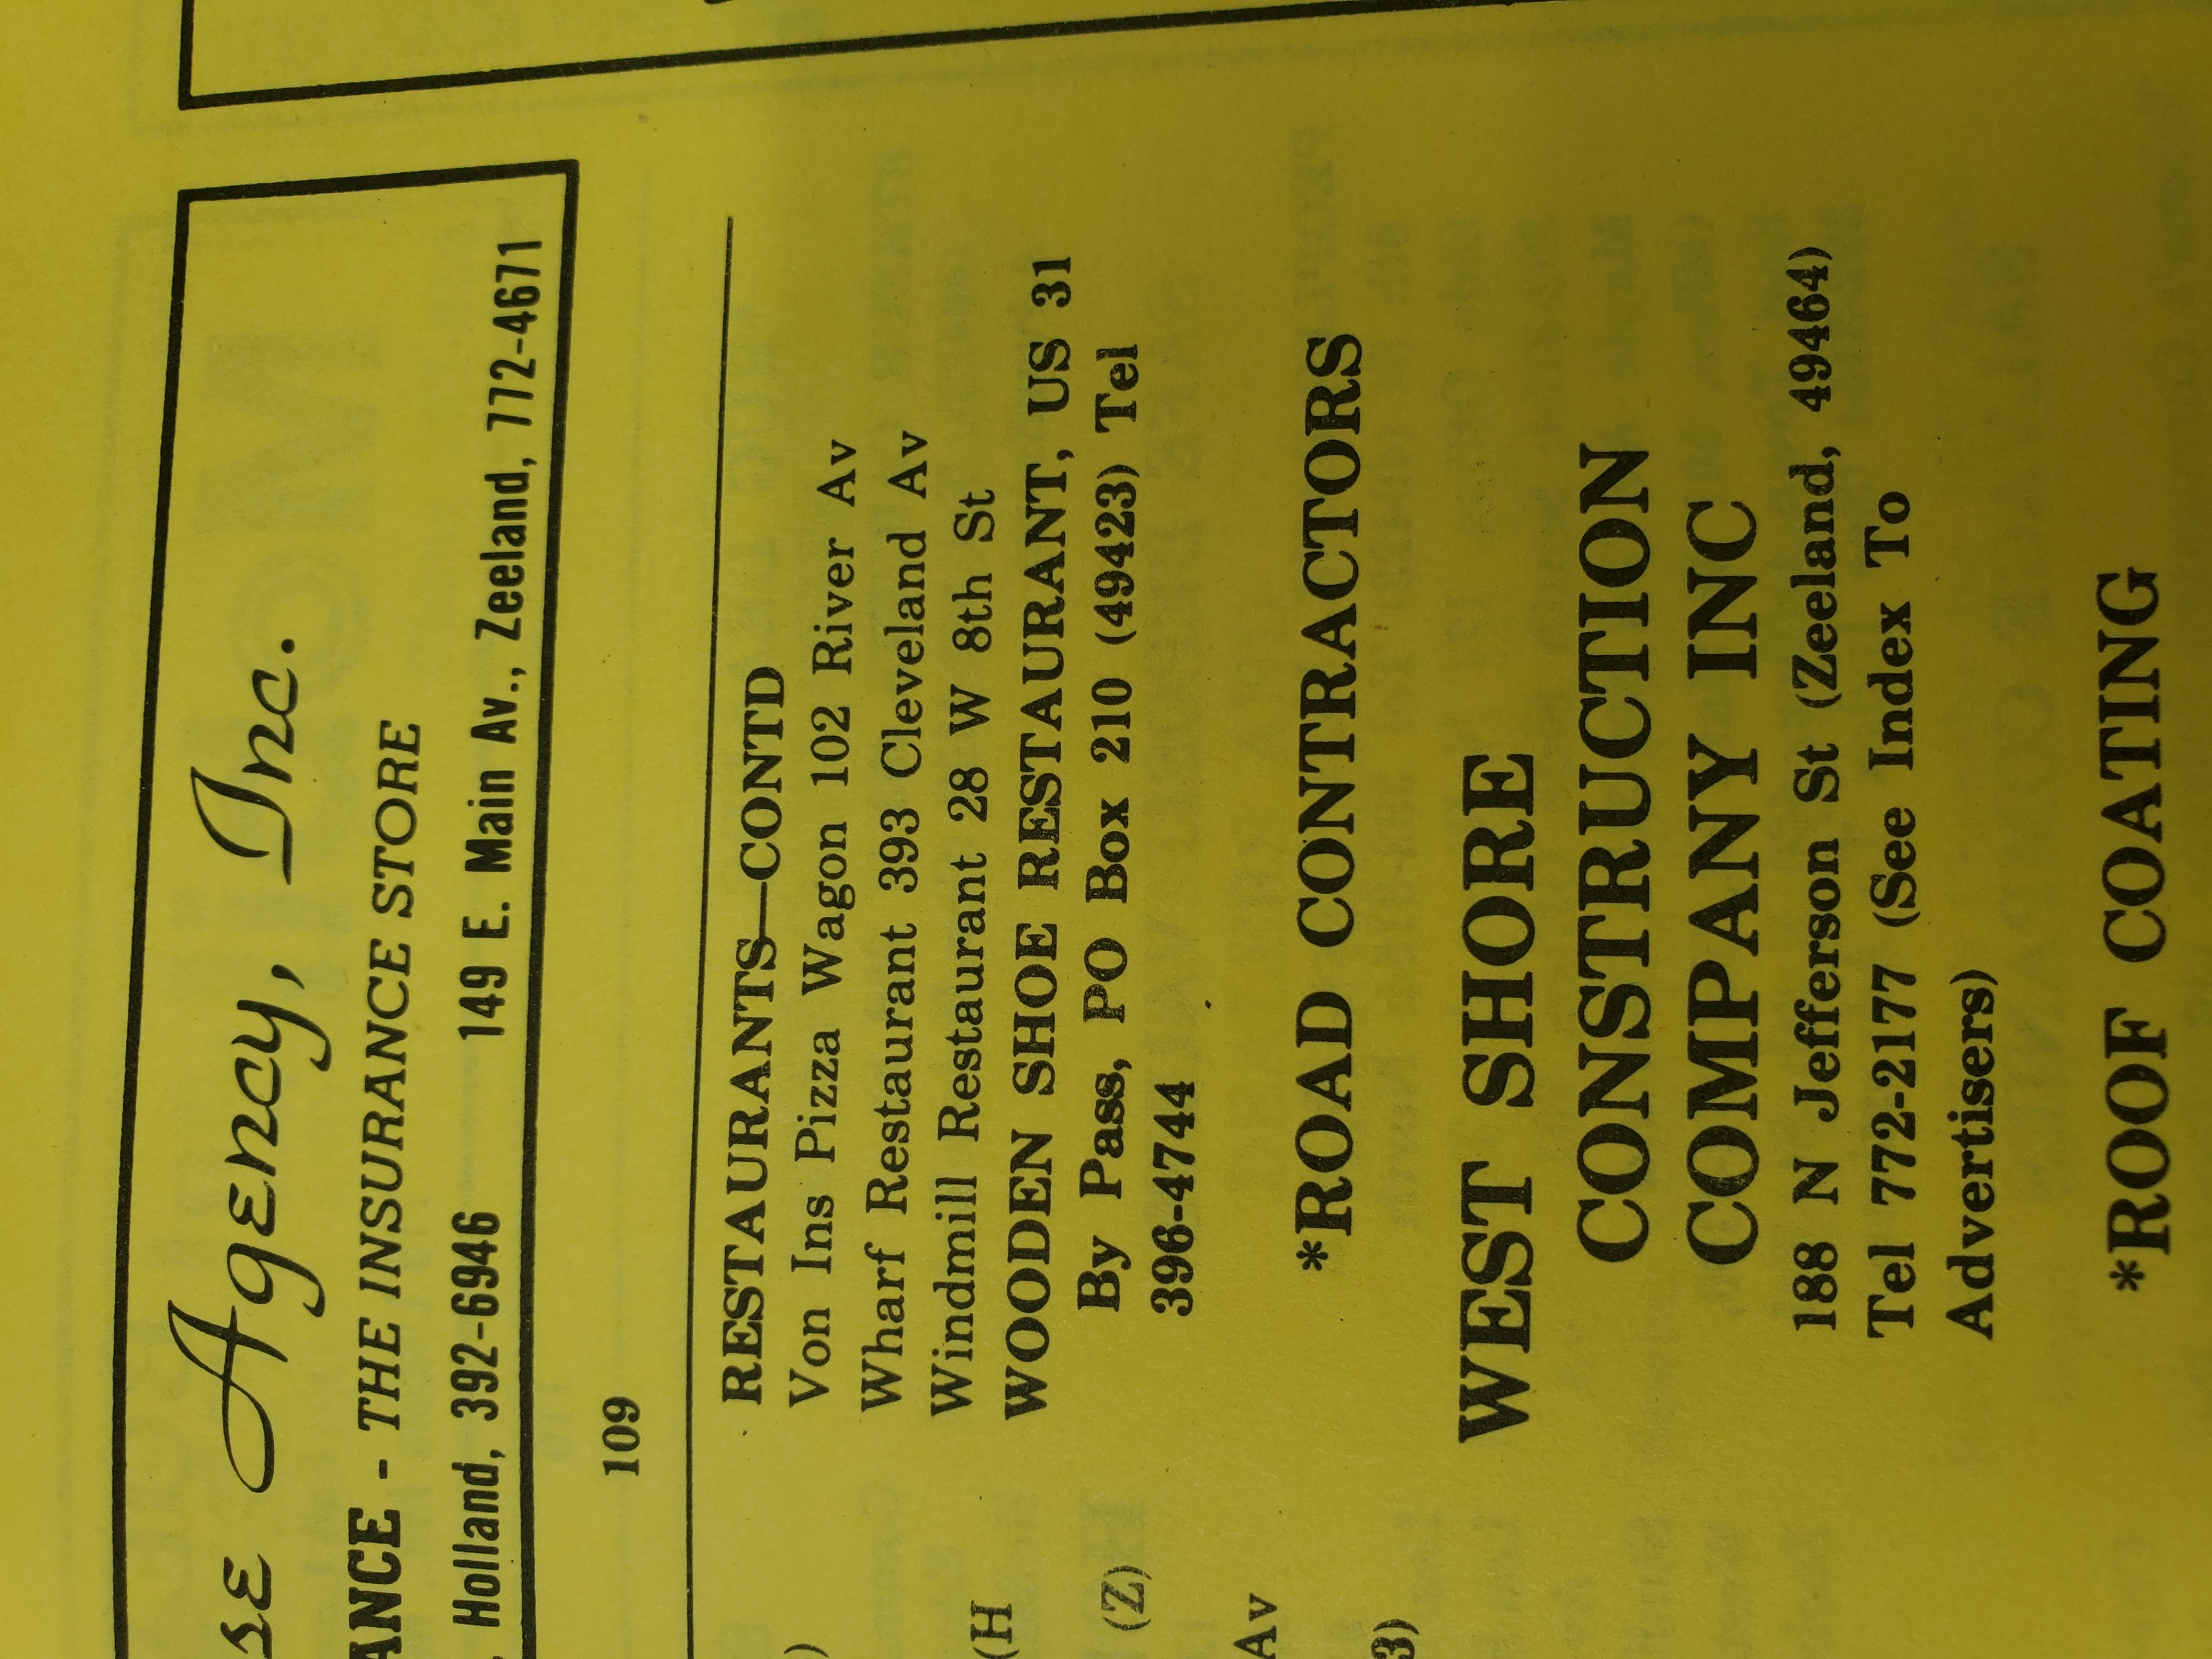 se Agency, Inc.
ANCE - THE INSURANCE STORE
, Holland, 392-6946 149 E. Main Av., Zeeland, 772-4671
109
RESTAURANTS—CONTD
Von Ins Pizza Wagon 102 River Av
Wharf Restaurant 393 Cleveland Av
Windmill Restaurant 28 W 8th St
WOODEN SHOE RESTAURANT, US 31
By Pass, PO Box 210 (49423) Tel
396-4744
*ROAD CONTRACTORS
WEST SHORE
CONSTRUCTION
COMPANY INC
188 N Jefferson St (Zeeland, 49464)
Tel 772-2177 (See Index To
Advertisers)
*ROOF COATING
)
(H
(Z)
Av
3)